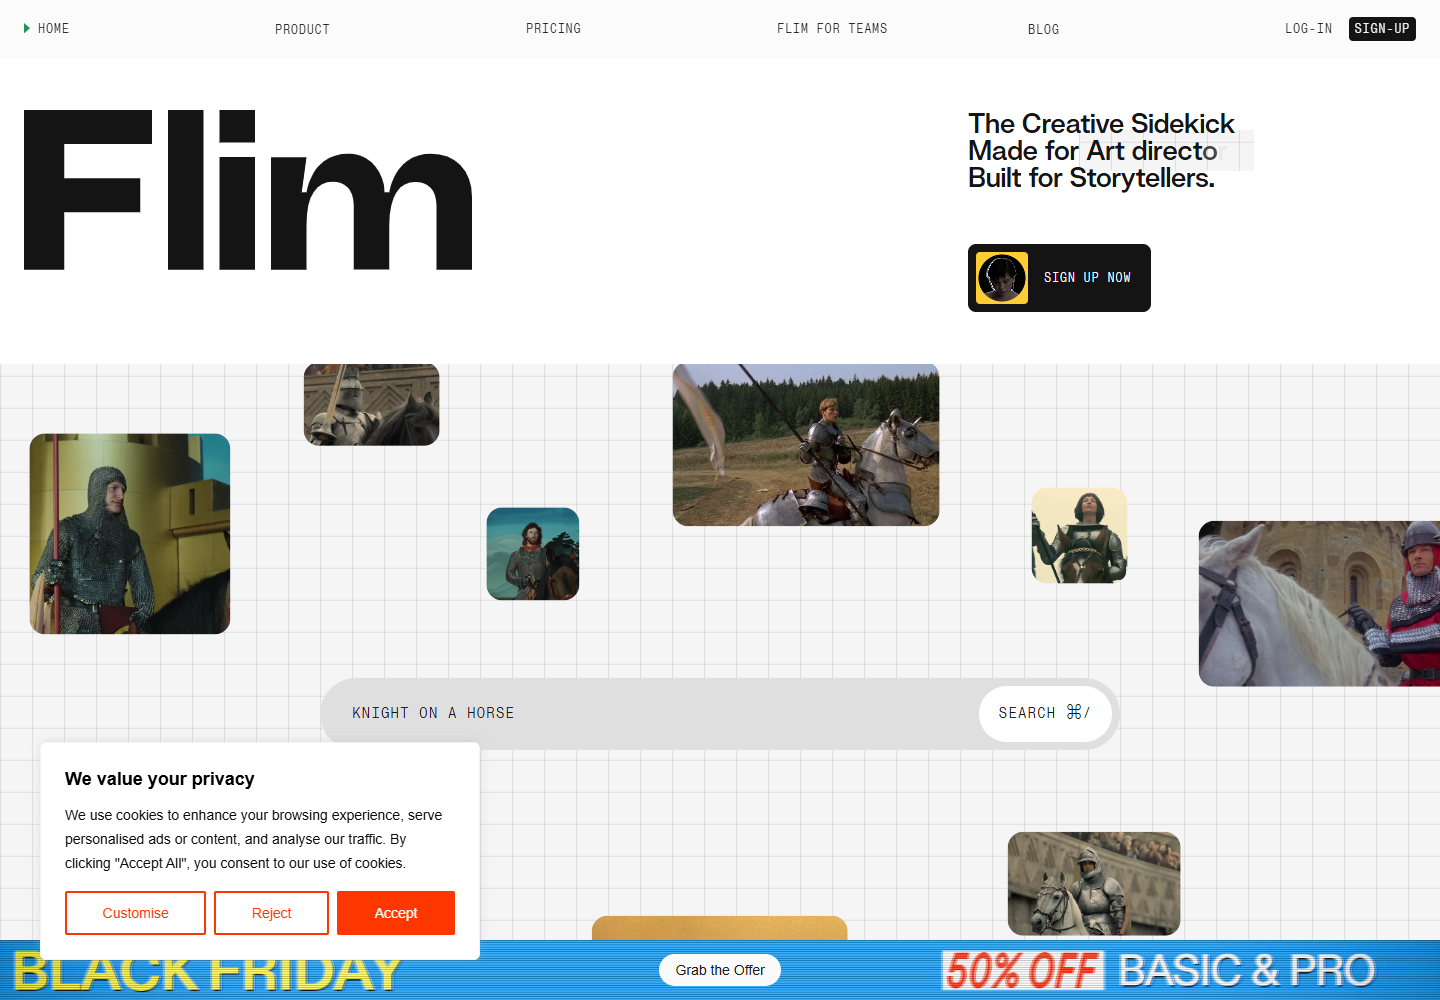 HOME
PRODUCT
PRICING
FLIM FOR TEAMS
BLOG
LOG-IN
SIGN-UP
Flim
The Creative Sidekick
Made for Art director
Built for Storytellers.
SIGN UP NOW
KNIGHT ON A HORSE
SEARCH ⌘/
We value your privacy
We use cookies to enhance your browsing experience, serve
personalised ads or content, and analyse our traffic. By
clicking "Accept All", you consent to our use of cookies.
Customise
Reject
Accept
BLACK FRIDAY
Grab the Offer
50% OFF BASIC & PRO